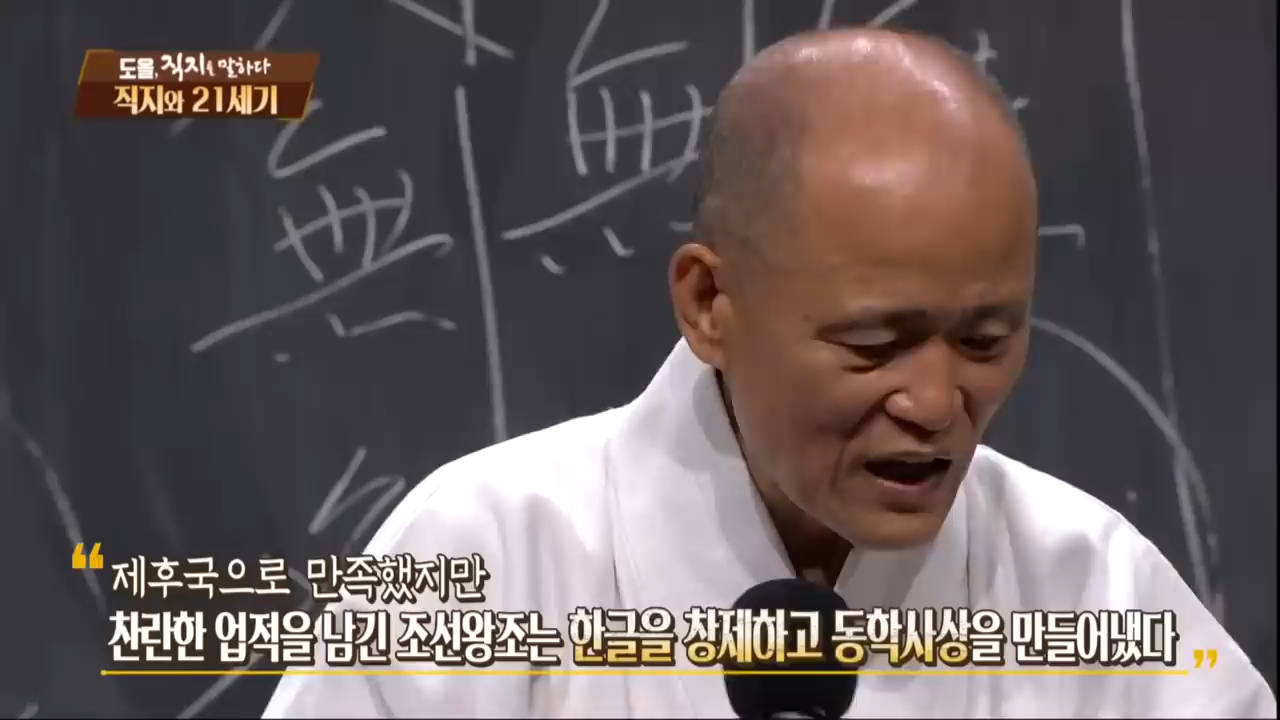 도올, 직지를 말하다
직지와 21세기
無 無
"제후국으로 만족했지만
찬란한 업적을 남긴 조선왕조는 한글을 창제하고 동학사상을 만들어냈다"